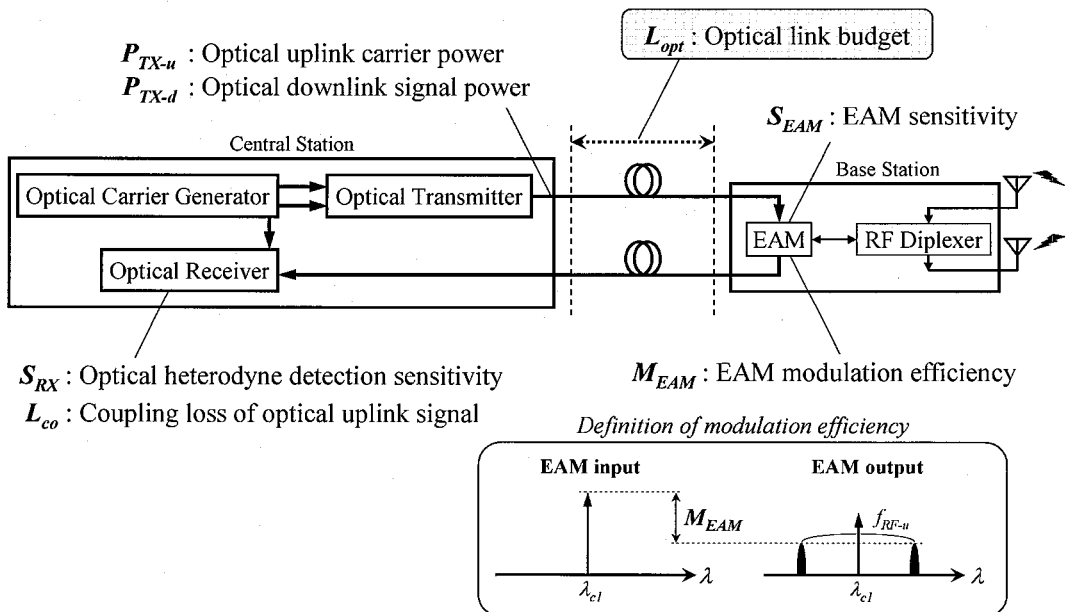 L_opt : Optical link budget
P_TX-u : Optical uplink carrier power
P_TX-d : Optical downlink signal power
S_EAM : EAM sensitivity
Central Station
Base Station
Optical Carrier Generator
Optical Transmitter
EAM
RF Diplexer
Optical Receiver
S_RX : Optical heterodyne detection sensitivity
L_co : Coupling loss of optical uplink signal
M_EAM : EAM modulation efficiency
Definition of modulation efficiency
EAM input
EAM output
M_EAM
f_RF-u
λ
λ
λ_c1
λ_c1